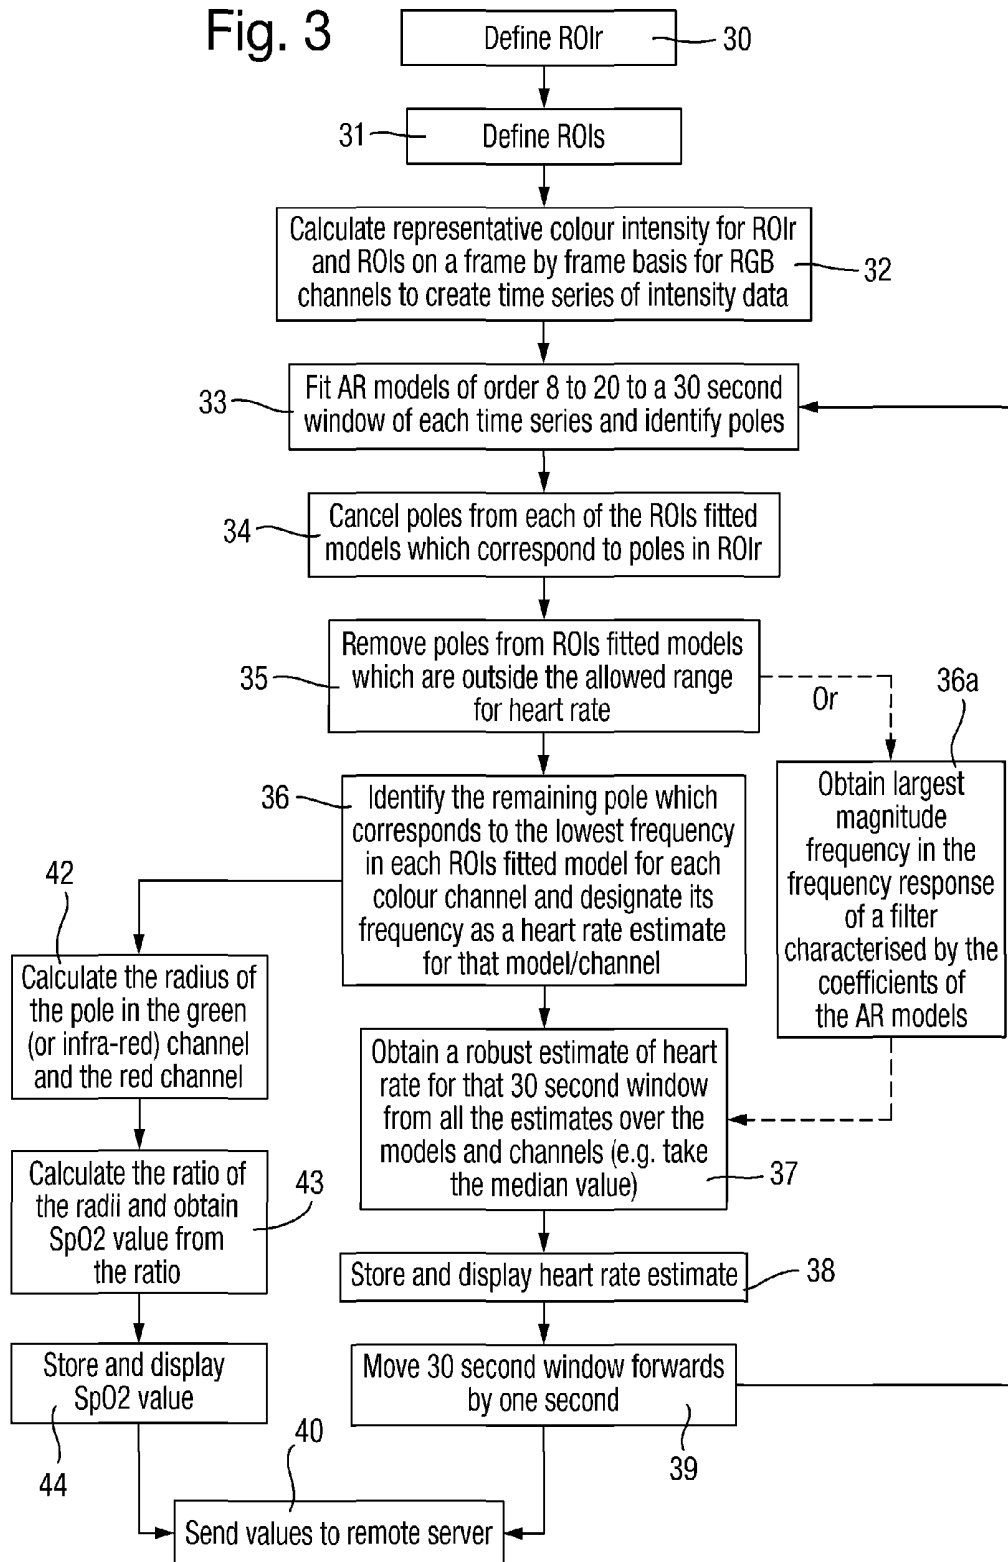 Fig. 3
Define ROIr
30
31
Define ROIs
Calculate representative colour intensity for ROIr
and ROIs on a frame by frame basis for RGB
channels to create time series of intensity data
32
33
Fit AR models of order 8 to 20 to a 30 second
window of each time series and identify poles
34
Cancel poles from each of the ROIs fitted
models which correspond to poles in ROIr
35
Remove poles from ROIs fitted models
which are outside the allowed range
for heart rate
Or
36a
Obtain largest
magnitude
frequency in the
frequency response
of a filter
characterised by the
coefficients of
the AR models
36
Identify the remaining pole which
corresponds to the lowest frequency
in each ROIs fitted model for each
colour channel and designate its
frequency as a heart rate estimate
for that model/channel
42
Calculate the radius of
the pole in the green
(or infra-red) channel
and the red channel
Obtain a robust estimate of heart
rate for that 30 second window
from all the estimates over the
models and channels (e.g. take
the median value)
37
Calculate the ratio of
the radii and obtain
SpO2 value from
the ratio
43
Store and display heart rate estimate
38
Store and display
SpO2 value
44
Move 30 second window forwards
by one second
39
40
Send values to remote server